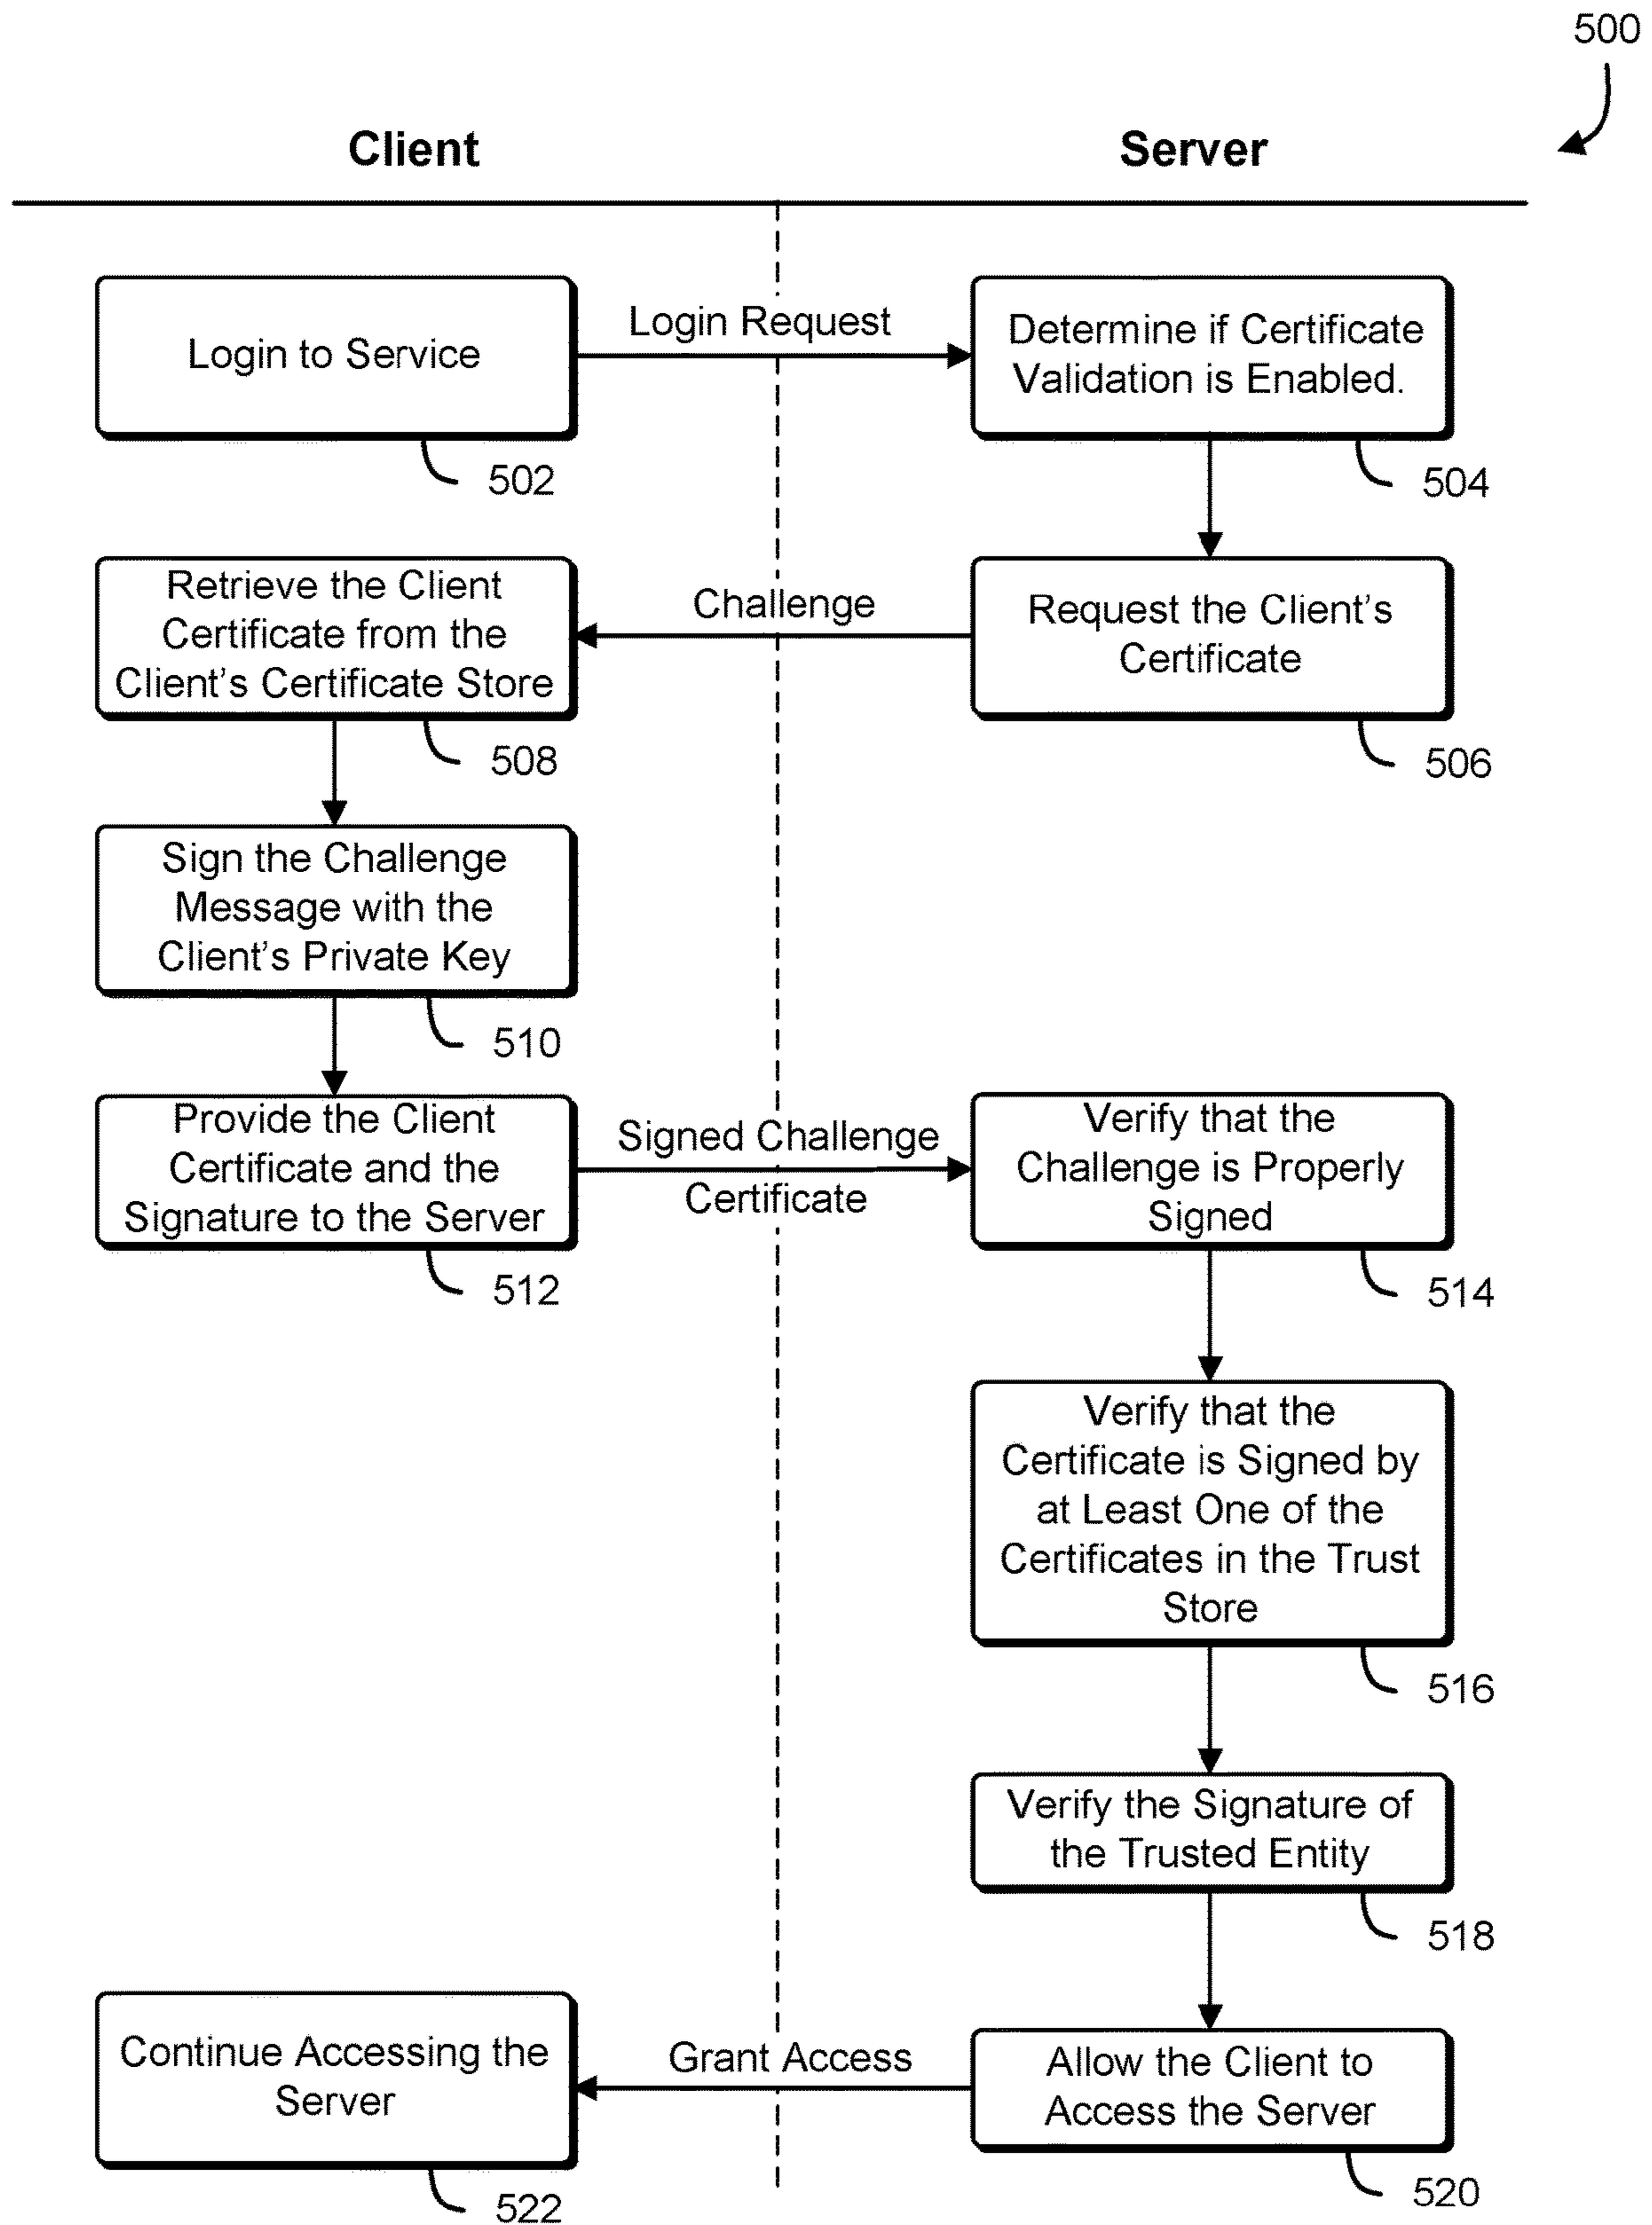 500
Client
Server
Login to Service
502
Login Request
Determine if Certificate
Validation is Enabled.
504
Request the Client's
Certificate
506
Challenge
Retrieve the Client
Certificate from the
Client's Certificate Store
508
Sign the Challenge
Message with the
Client's Private Key
510
Provide the Client
Certificate and the
Signature to the Server
512
Signed Challenge
Certificate
Verify that the
Challenge is Properly
Signed
514
Verify that the
Certificate is Signed by
at Least One of the
Certificates in the Trust
Store
516
Verify the Signature of
the Trusted Entity
518
Allow the Client to
Access the Server
520
Grant Access
Continue Accessing the
Server
522